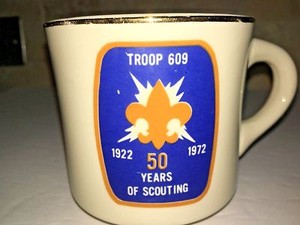 TROOP 609
1922 1972
50
YEARS
OF SCOUTING